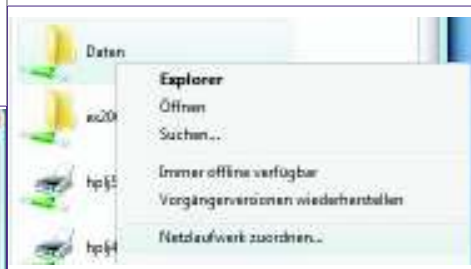 Daten
Explorer
Öffnen
Suchen...
Immer offline verfügbar
Vorgängerversionen wiederherstellen
Netzlaufwerk zuordnen...